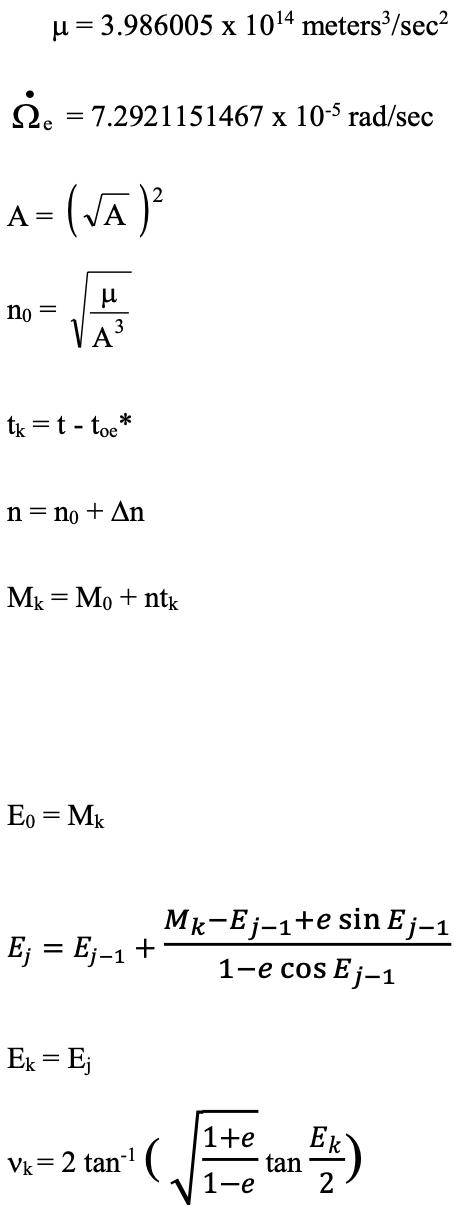 μ = 3.986005 x 10¹⁴ meters³/sec²
Ω̇ₑ = 7.2921151467 x 10⁻⁵ rad/sec
A = (√A)²
n₀ = √(μ/A³)
tₖ = t - tₒₑ*
n = n₀ + Δn
Mₖ = M₀ + ntₖ
E₀ = Mₖ
Eⱼ = Eⱼ₋₁ + (Mₖ−Eⱼ₋₁+e sin Eⱼ₋₁)/(1−e cos Eⱼ₋₁)
Eₖ = Eⱼ
νₖ = 2 tan⁻¹ (√((1+e)/(1−e)) tan Eₖ/2)